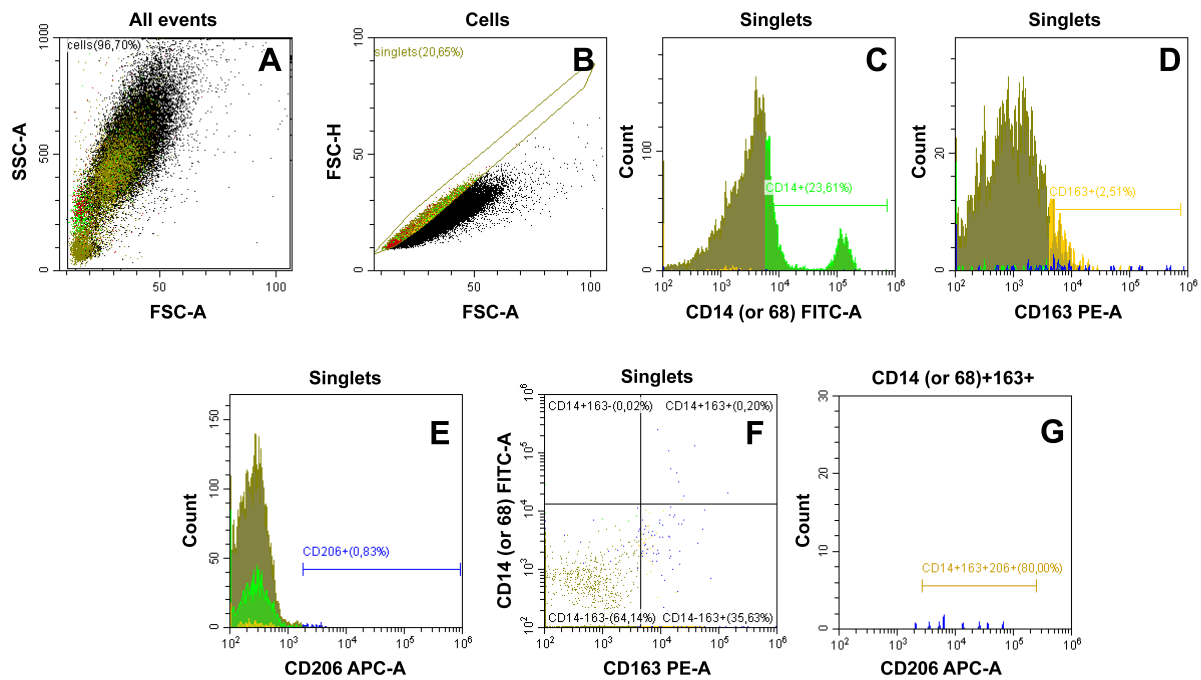 All events
cells(96,70%)
A
1000
500
0
SSC-A
50
100
FSC-A
Cells
singlets(20,65%)
B
100
50
0
FSC-H
50
100
FSC-A
Singlets
C
100
0
Count
CD14+(23,61%)
10² 10³ 10⁴ 10⁵ 10⁶
CD14 (or 68) FITC-A
Singlets
D
20
0
Count
CD163+(2,51%)
10² 10³ 10⁴ 10⁵ 10⁶
CD163 PE-A
Singlets
E
150
100
50
0
Count
CD206+(0,83%)
10² 10³ 10⁴ 10⁵ 10⁶
CD206 APC-A
Singlets
CD14+163-(0,02%) CD14+163+(0,20%)
F
10⁶
10⁵
10⁴
10³
10²
CD14 (or 68) FITC-A
CD14-163-(64,14%) CD14-163+(35,63%)
10² 10³ 10⁴ 10⁵ 10⁶
CD163 PE-A
CD14 (or 68)+163+
G
30
20
10
0
Count
CD14+163+206+(80,00%)
10² 10³ 10⁴ 10⁵ 10⁶
CD206 APC-A